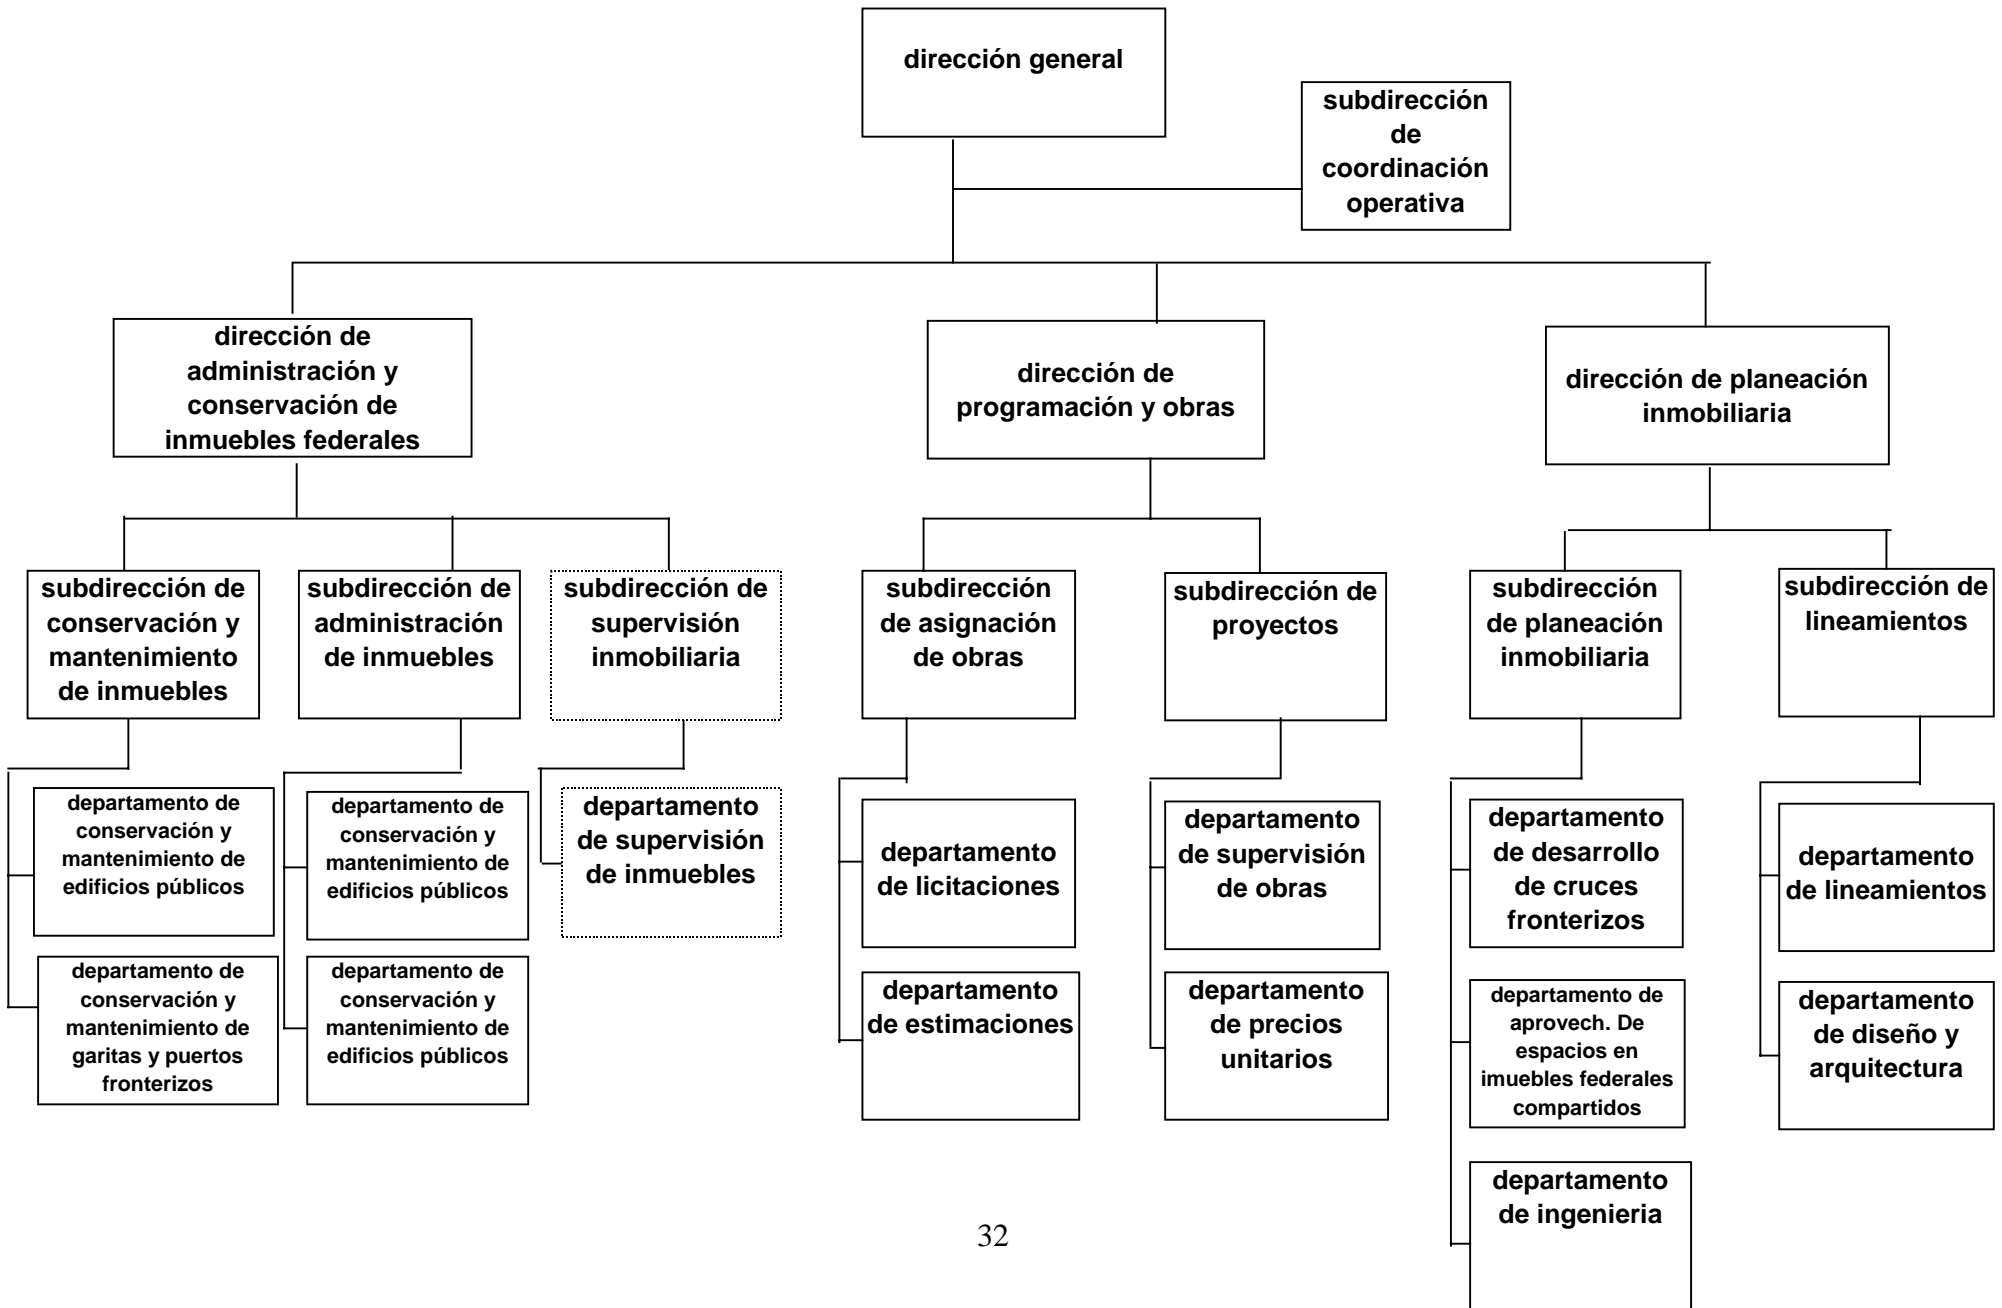 dirección general
subdirección
de
coordinación
operativa
dirección de
administración y
conservación de
inmuebles federales
dirección de
programación y obras
dirección de planeación
inmobiliaria
subdirección de
conservación y
mantenimiento
de inmuebles
subdirección de
administración
de inmuebles
subdirección de
supervisión
inmobiliaria
subdirección
de asignación
de obras
subdirección de
proyectos
subdirección
de planeación
inmobiliaria
subdirección de
lineamientos
departamento de
conservación y
mantenimiento de
edificios públicos
departamento de
conservación y
mantenimiento de
edificios públicos
departamento
de supervisión
de inmuebles
departamento
de licitaciones
departamento
de supervisión
de obras
departamento
de desarrollo
de cruces
fronterizos
departamento
de lineamientos
departamento de
conservación y
mantenimiento de
garitas y puertos
fronterizos
departamento de
conservación y
mantenimiento de
edificios públicos
departamento
de estimaciones
departamento
de precios
unitarios
departamento de
aprovech. De
espacios en
imuebles federales
compartidos
departamento
de diseño y
arquitectura
departamento
de ingenieria
32